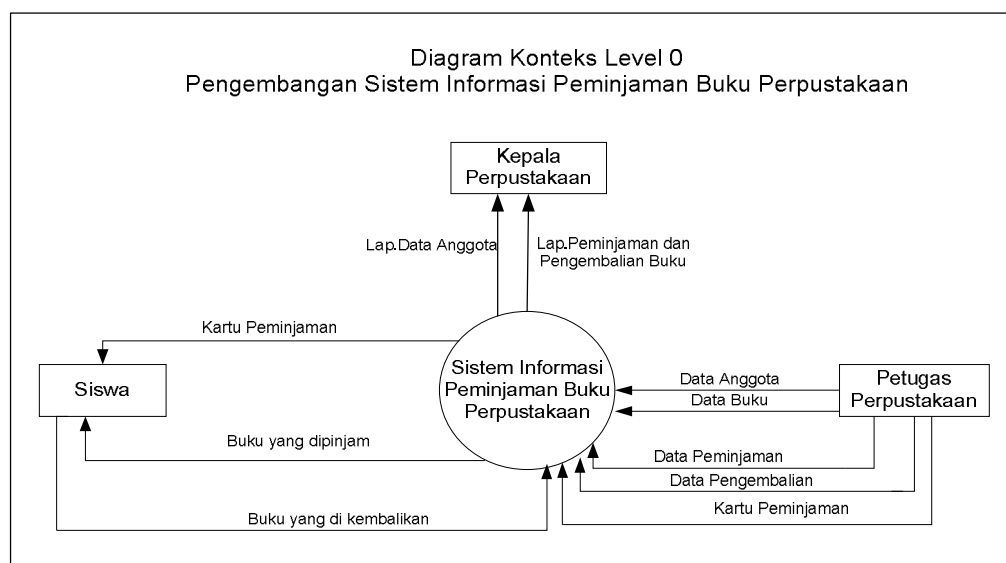 Diagram Konteks Level 0
Pengembangan Sistem Informasi Peminjaman Buku Perpustakaan
Kepala
Perpustakaan
Lap.Data Anggota
Lap.Peminjaman dan
Pengembalian Buku
Kartu Peminjaman
Siswa
Sistem Informasi
Peminjaman Buku
Perpustakaan
Data Anggota
Data Buku
Petugas
Perpustakaan
Buku yang dipinjam
Data Peminjaman
Data Pengembalian
Kartu Peminjaman
Buku yang di kembalikan